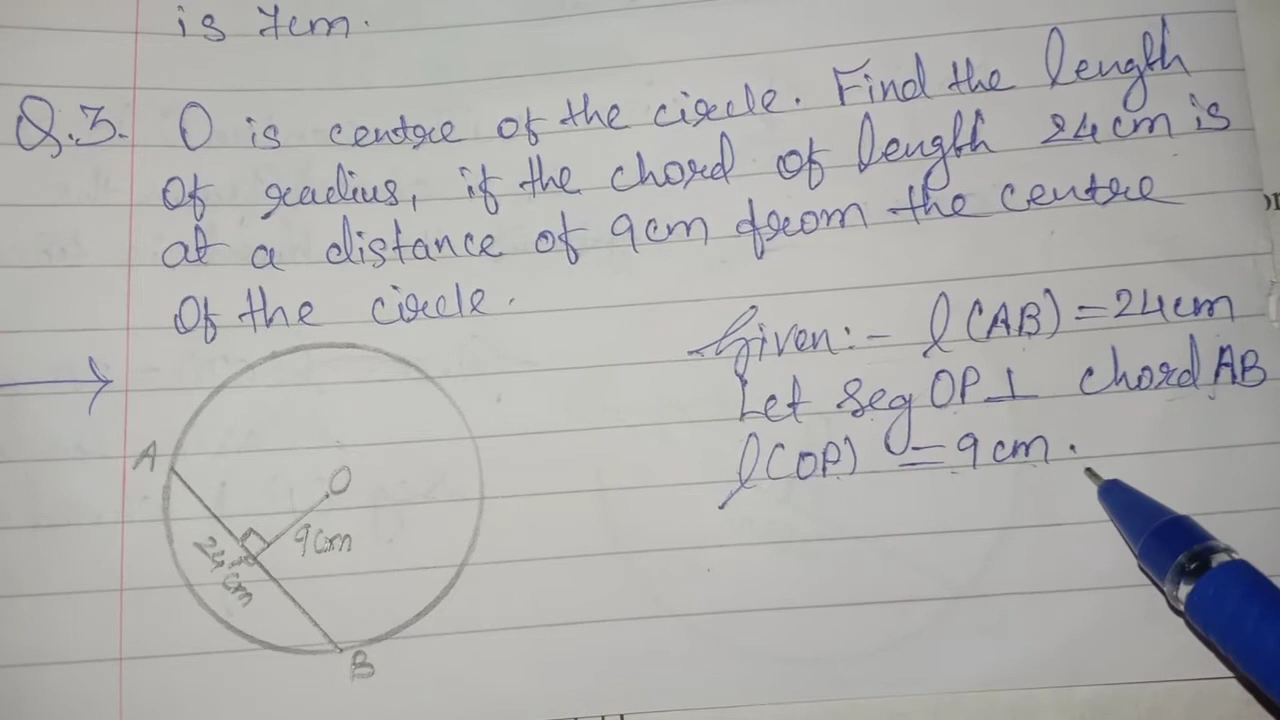 is 7cm.
Q.3. O is centre of the circle. Find the length
of radius, if the chord of length 24cm is
at a distance of 9cm from the centre
of the circle.
Given:- l(AB) = 24cm
Let seg OP ⊥ chord AB
l(OP) = 9cm.
A
O
9cm
24cm
P
B